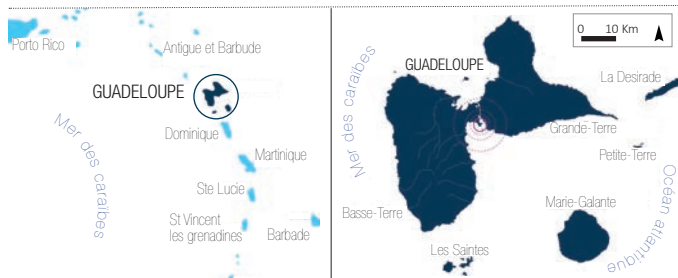 Porto Rico
Antigue et Barbude
GUADELOUPE
Mer des caraïbes
Dominique
Martinique
Ste Lucie
St Vincent
les grenadines
Barbade
0 10 Km
Mer des caraïbes
GUADELOUPE
La Desirade
Grande-Terre
Petite-Terre
Basse-Terre
Marie-Galante
Les Saintes
Océan atlantique